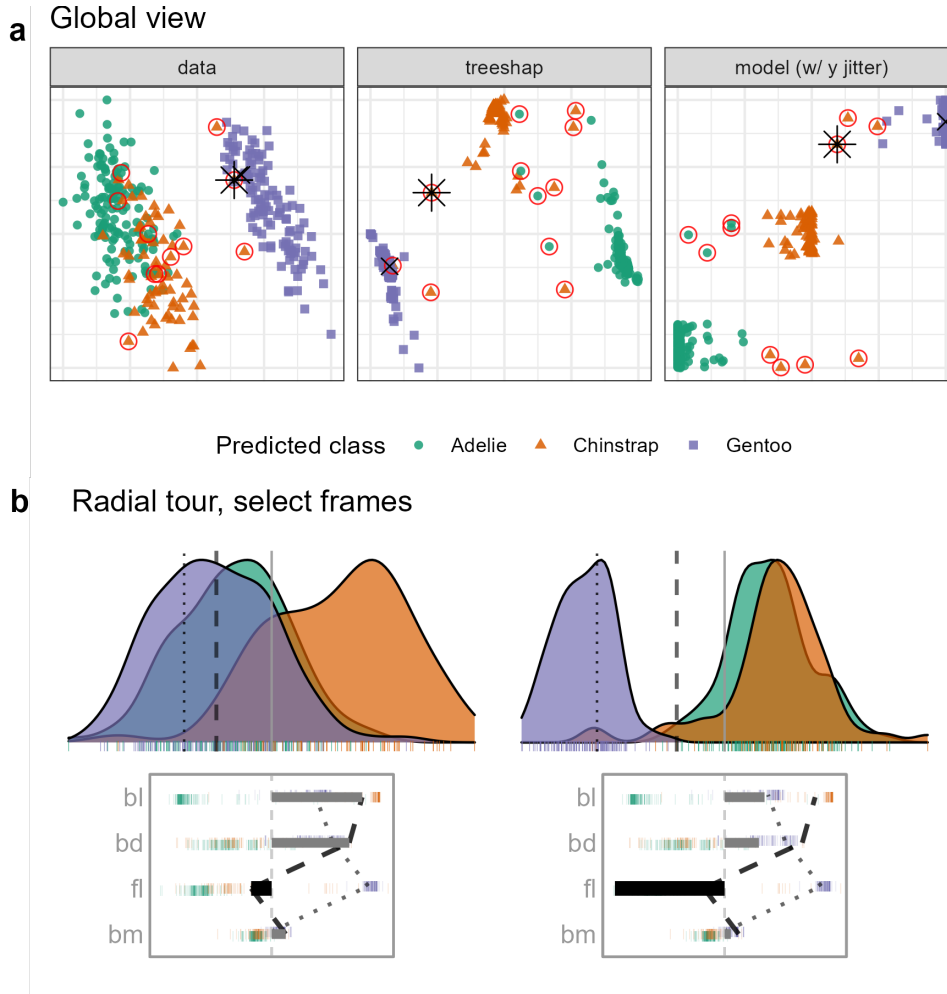 a
Global view
data
treeshap
model (w/ y jitter)
Predicted class
Adelie
Chinstrap
Gentoo
b
Radial tour, select frames
bl
bd
fl
bm
bl
bd
fl
bm